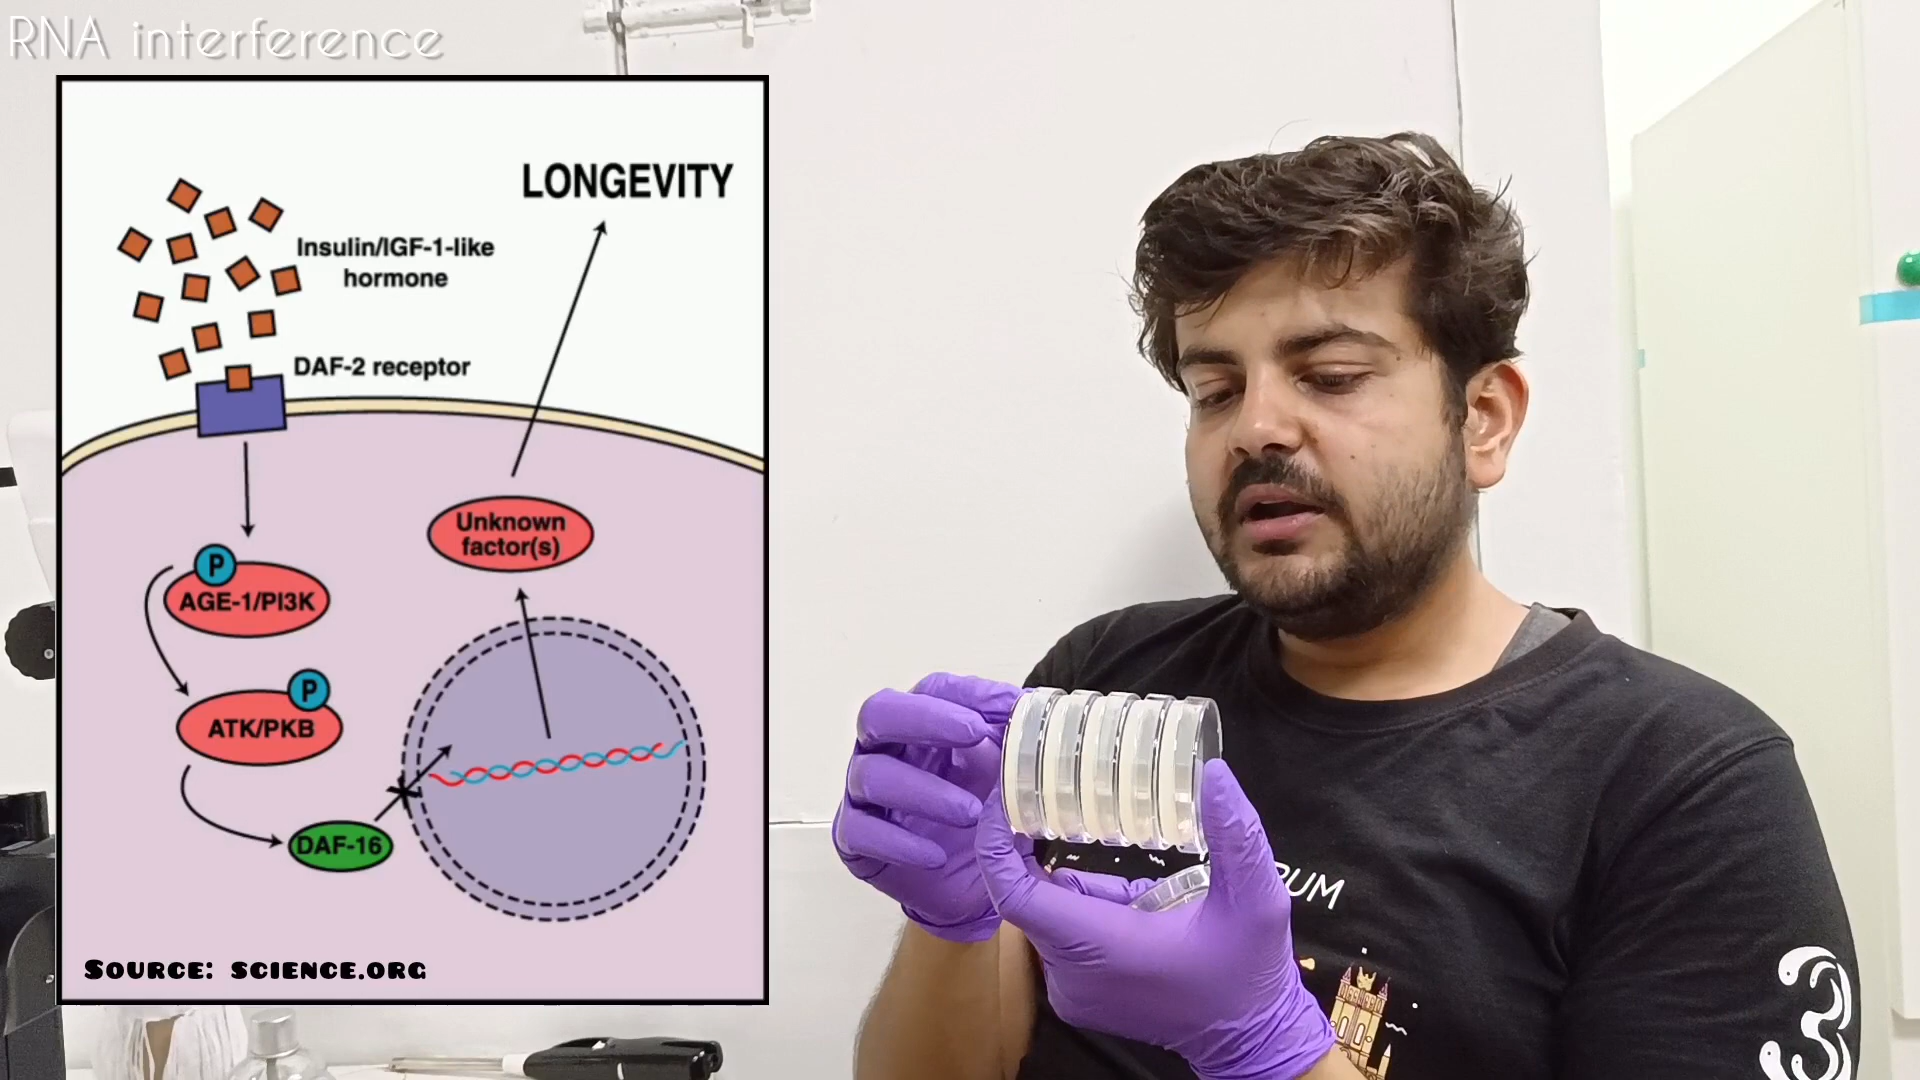 RNA interference
LONGEVITY
Insulin/IGF-1-like
hormone
DAF-2 receptor
Unknown
factor(s)
P
AGE-1/PI3K
P
ATK/PKB
DAF-16
Source: science.org
3